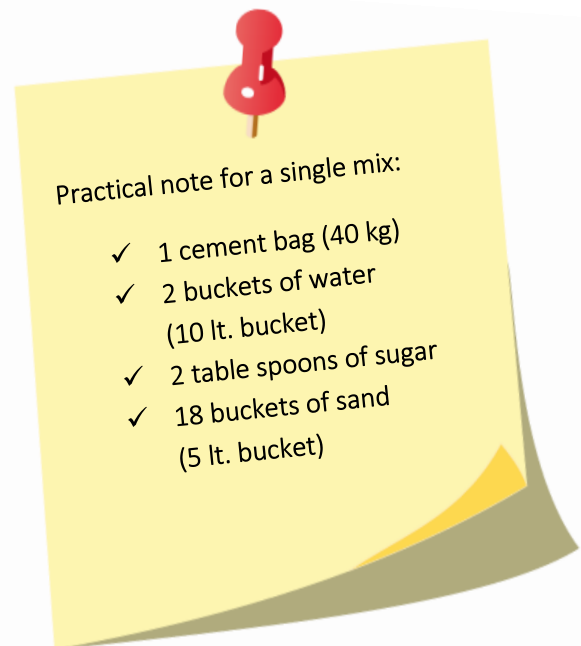 Practical note for a single mix:
✓ 1 cement bag (40 kg)
✓ 2 buckets of water
(10 lt. bucket)
✓ 2 table spoons of sugar
✓ 18 buckets of sand
(5 lt. bucket)